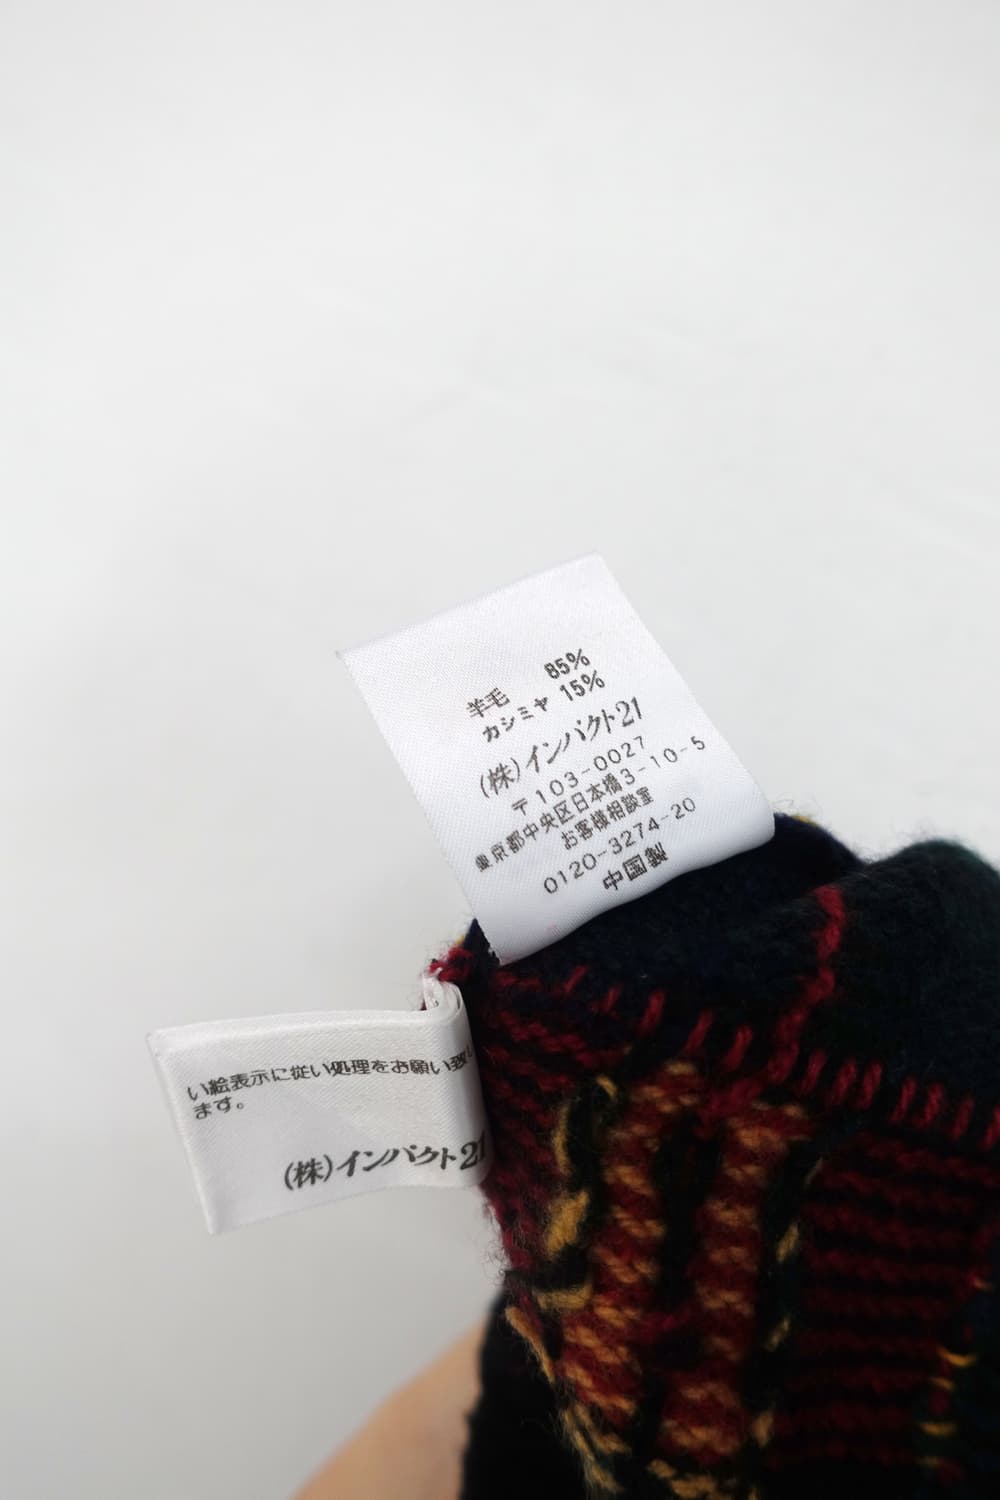 羊毛 85%
カシミヤ 15%
(株)インパクト21
〒103-0027
東京都中央区日本橋3-10-5
お客様相談室
0120-3274-20
中国製
い絵表示に従い処理をお願い致し
ます。
(株)インパクト21